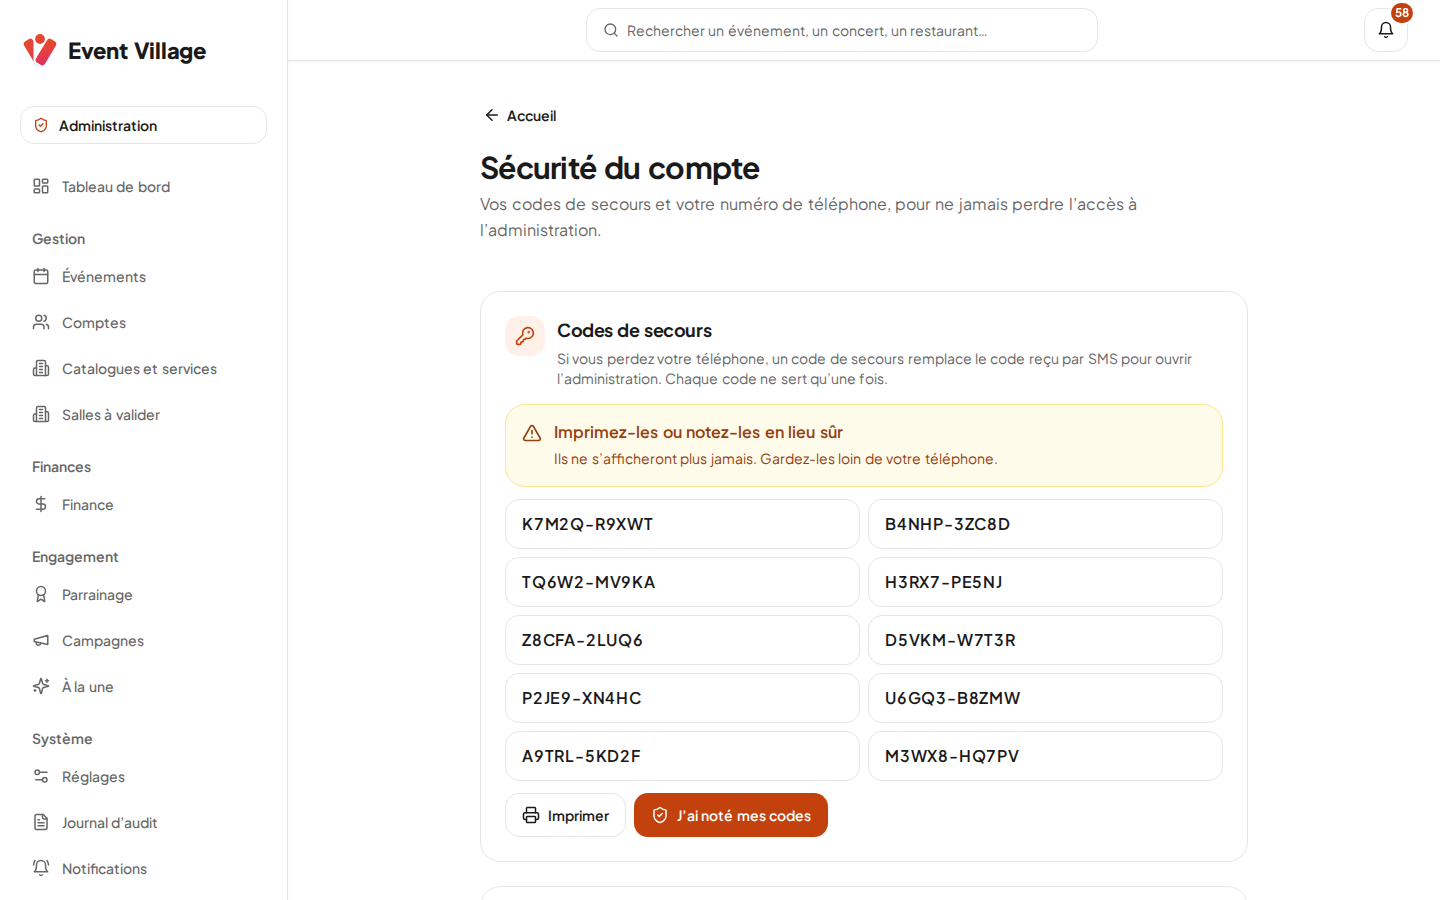 Event Village
Rechercher un événement, un concert, un restaurant…
58
Administration
Tableau de bord
Gestion
Événements
Comptes
Catalogues et services
Salles à valider
Finances
Finance
Engagement
Parrainage
Campagnes
À la une
Système
Réglages
Journal d’audit
Notifications
Accueil
Sécurité du compte
Vos codes de secours et votre numéro de téléphone, pour ne jamais perdre l’accès à
l’administration.
Codes de secours
Si vous perdez votre téléphone, un code de secours remplace le code reçu par SMS pour ouvrir
l’administration. Chaque code ne sert qu’une fois.
Imprimez-les ou notez-les en lieu sûr
Ils ne s’afficheront plus jamais. Gardez-les loin de votre téléphone.
K7M2Q-R9XWT
B4NHP-3ZC8D
TQ6W2-MV9KA
H3RX7-PE5NJ
Z8CFA-2LUQ6
D5VKM-W7T3R
P2JE9-XN4HC
U6GQ3-B8ZMW
A9TRL-5KD2F
M3WX8-HQ7PV
Imprimer
J’ai noté mes codes